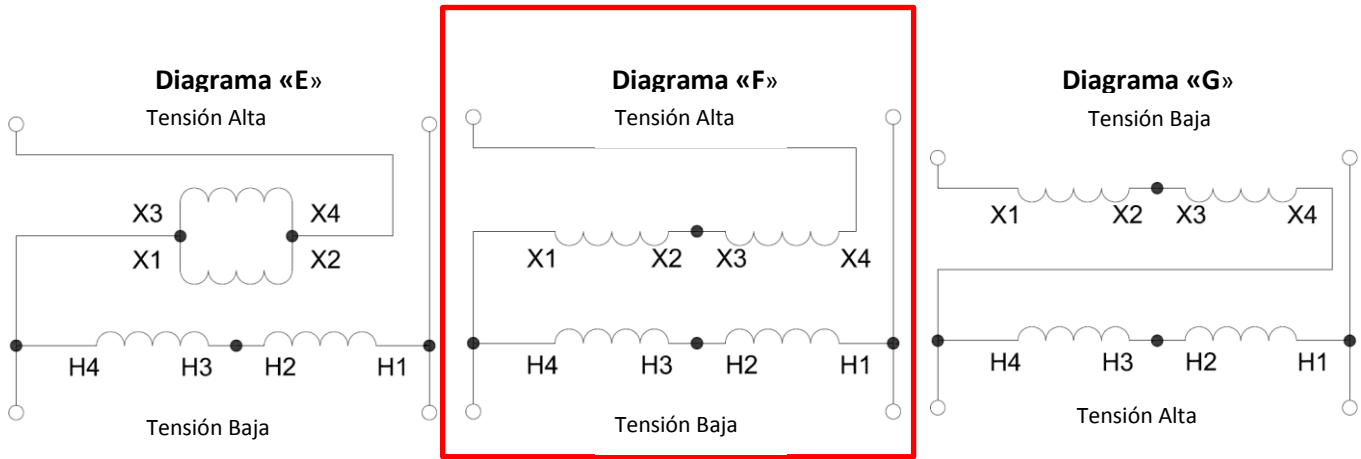 Diagrama «E»
Tensión Alta
X3 X4
X1 X2
H4 H3 H2 H1
Tensión Baja
Diagrama «F»
Tensión Alta
X1 X2 X3 X4
H4 H3 H2 H1
Tensión Baja
Diagrama «G»
Tensión Baja
X1 X2 X3 X4
H4 H3 H2 H1
Tensión Alta